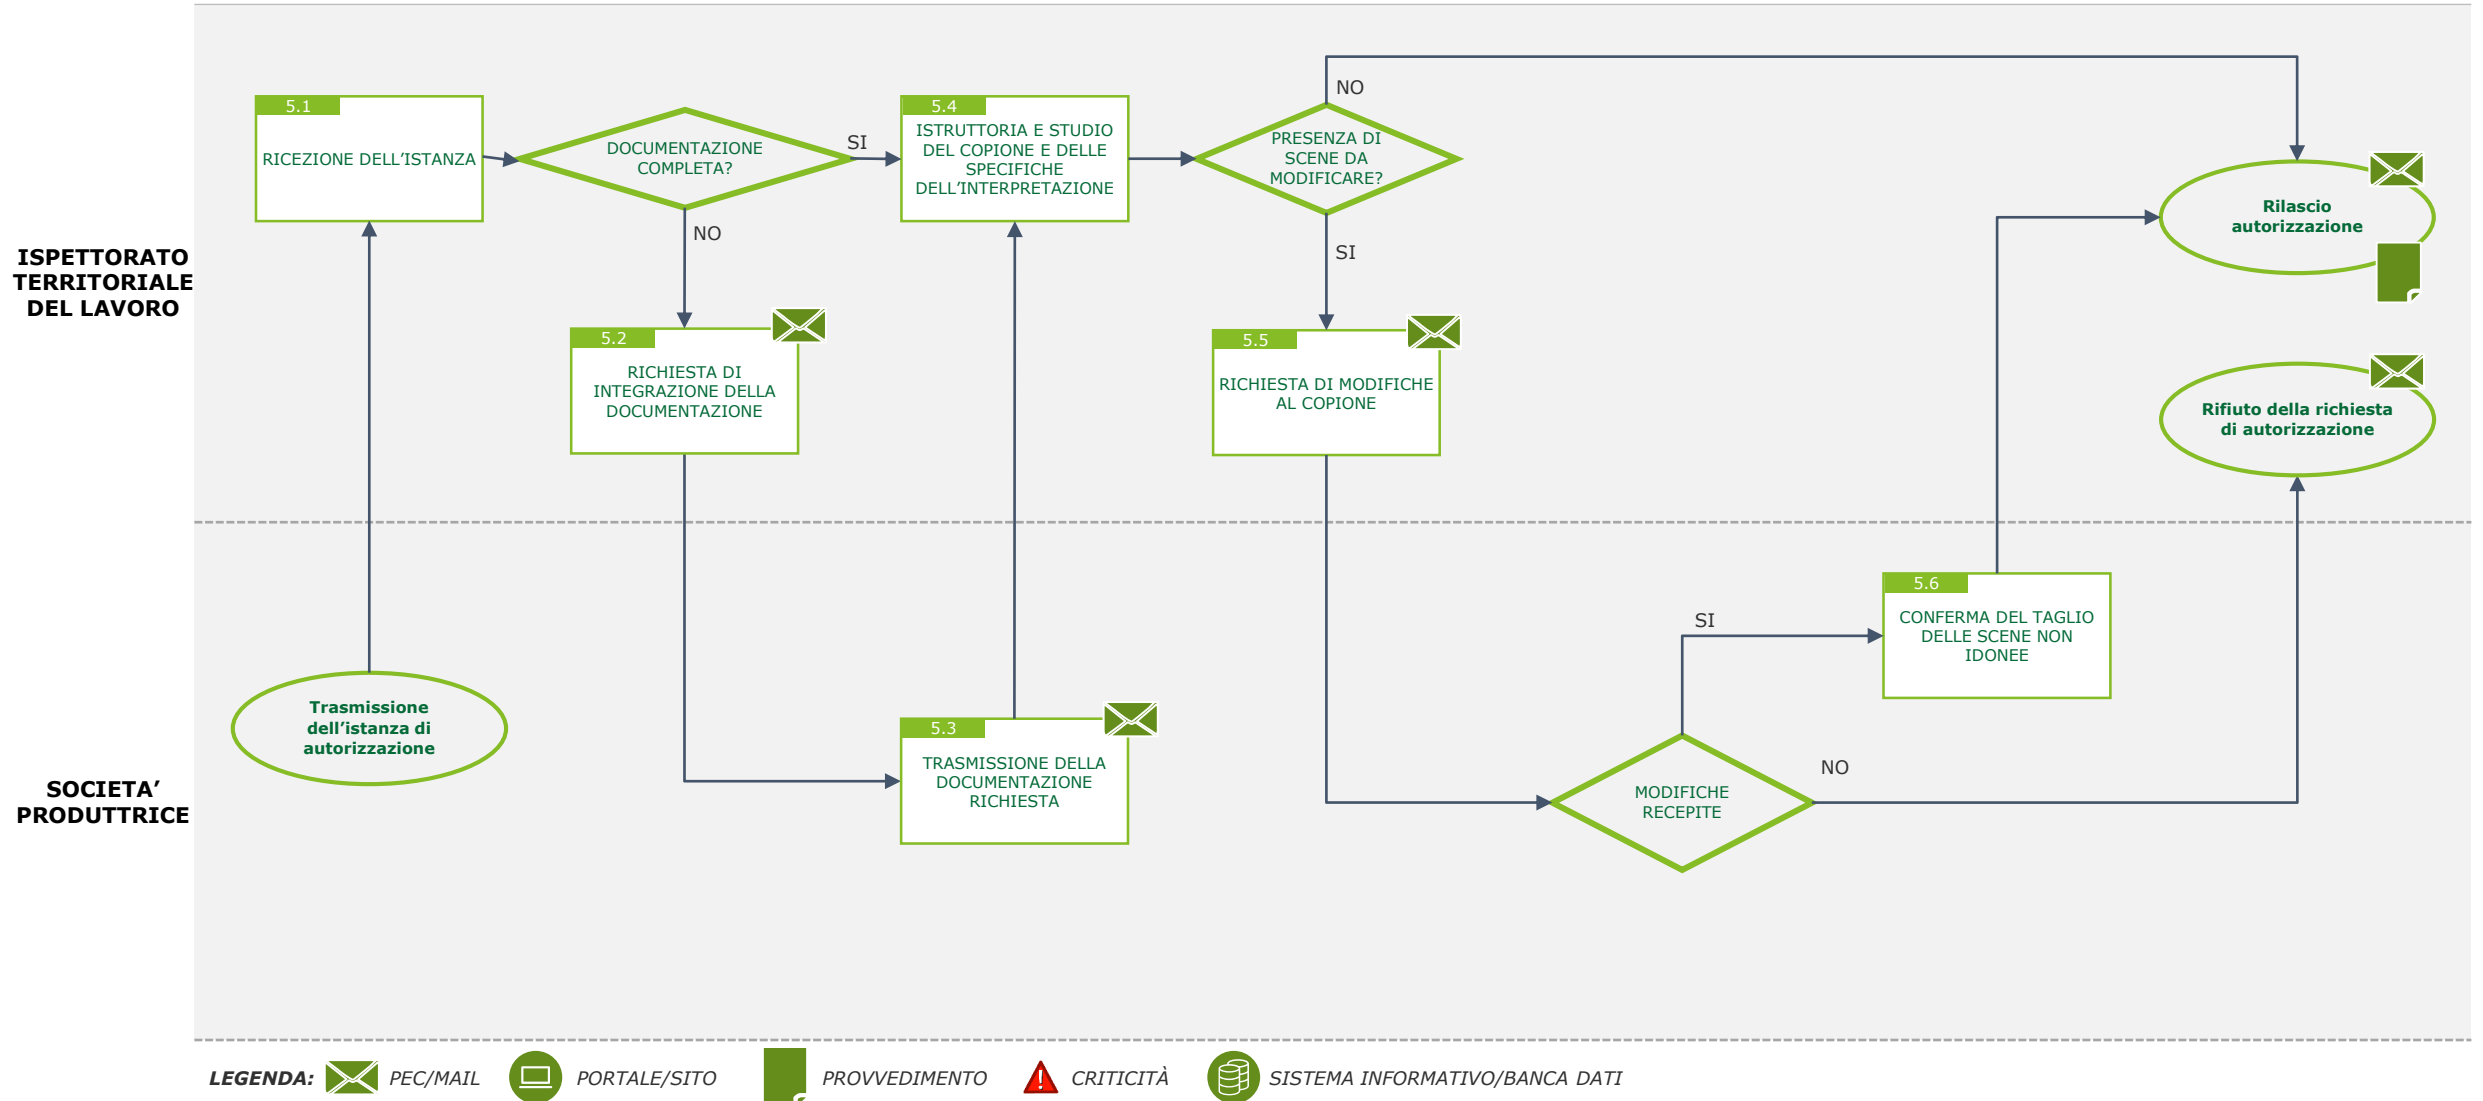 ISPETTORATO
TERRITORIALE
DEL LAVORO
5.1
RICEZIONE DELL’ISTANZA
DOCUMENTAZIONE
COMPLETA?
SI
NO
5.4
ISTRUTTORIA E STUDIO
DEL COPIONE E DELLE
SPECIFICHE
DELL’INTERPRETAZIONE
PRESENZA DI
SCENE DA
MODIFICARE?
NO
SI
Rilascio
autorizzazione
5.2
RICHIESTA DI
INTEGRAZIONE DELLA
DOCUMENTAZIONE
5.5
RICHIESTA DI MODIFICHE
AL COPIONE
Rifiuto della richiesta
di autorizzazione
SOCIETA’
PRODUTTRICE
Trasmissione
dell’istanza di
autorizzazione
5.3
TRASMISSIONE DELLA
DOCUMENTAZIONE
RICHIESTA
MODIFICHE
RECEPITE
SI
NO
5.6
CONFERMA DEL TAGLIO
DELLE SCENE NON
IDONEE
LEGENDA:
PEC/MAIL
PORTALE/SITO
PROVVEDIMENTO
CRITICITÀ
SISTEMA INFORMATIVO/BANCA DATI